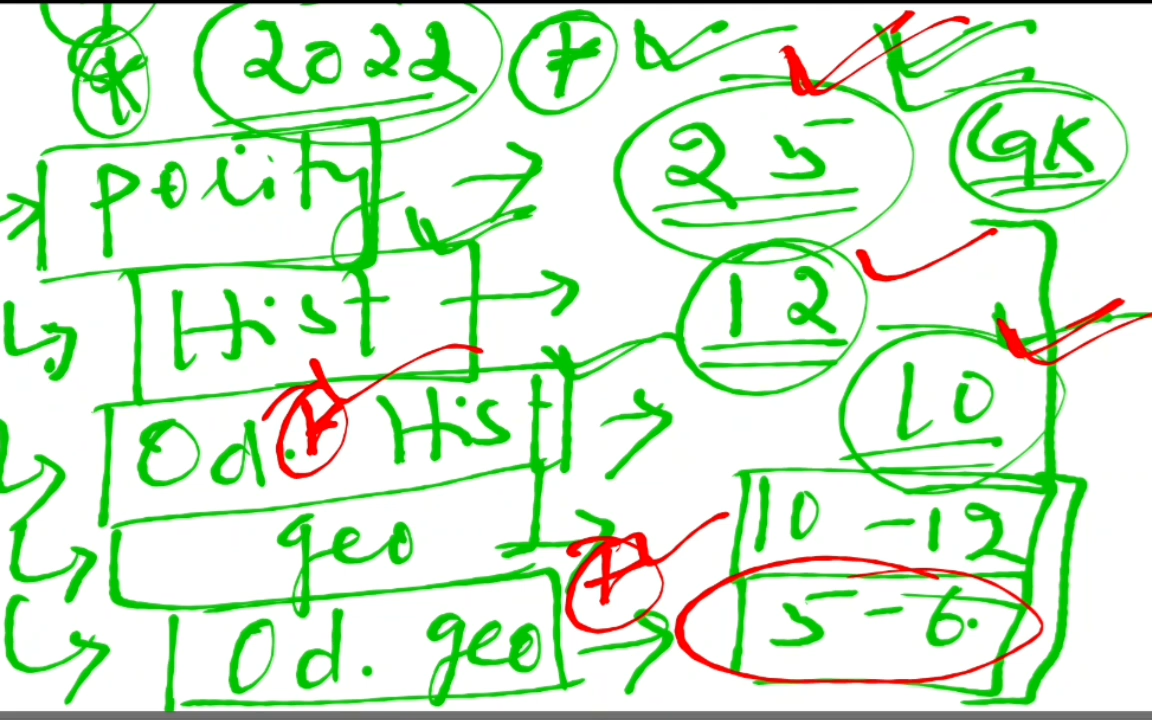 2022
GK
Polity → 25
Hist → 12
Od. Hist → 10
geo → 10-12
Od. geo → 5-6.